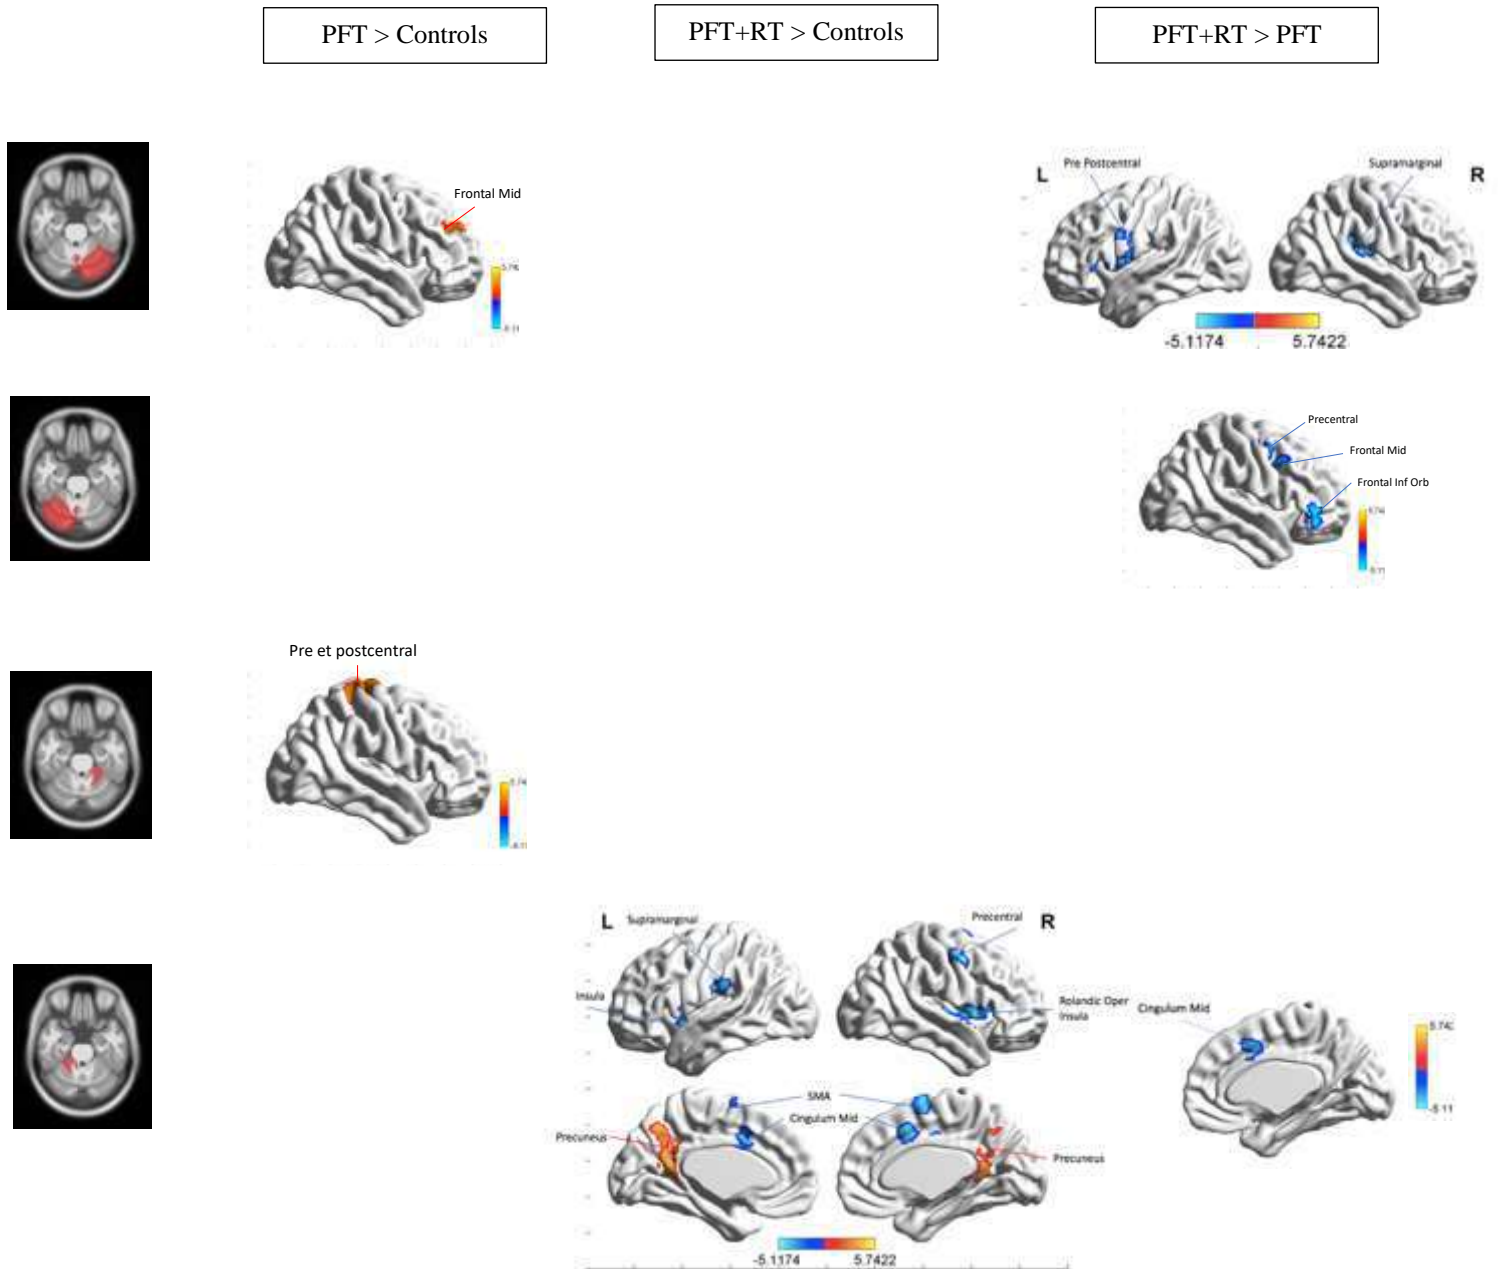 PFT > Controls
PFT+RT > Controls
PFT+RT > PFT
Frontal Mid
L
Pre Postcentral
Supramarginal
R
-5.1174
5.7422
Precentral
Frontal Mid
Frontal Inf Orb
Pre et postcentral
L
Supramarginal
Precentral
R
Insula
Rolandic Oper
Insula
Cingulum Mid
SMA
Cingulum Mid
Precuneus
Precuneus
-5.1174
5.7422